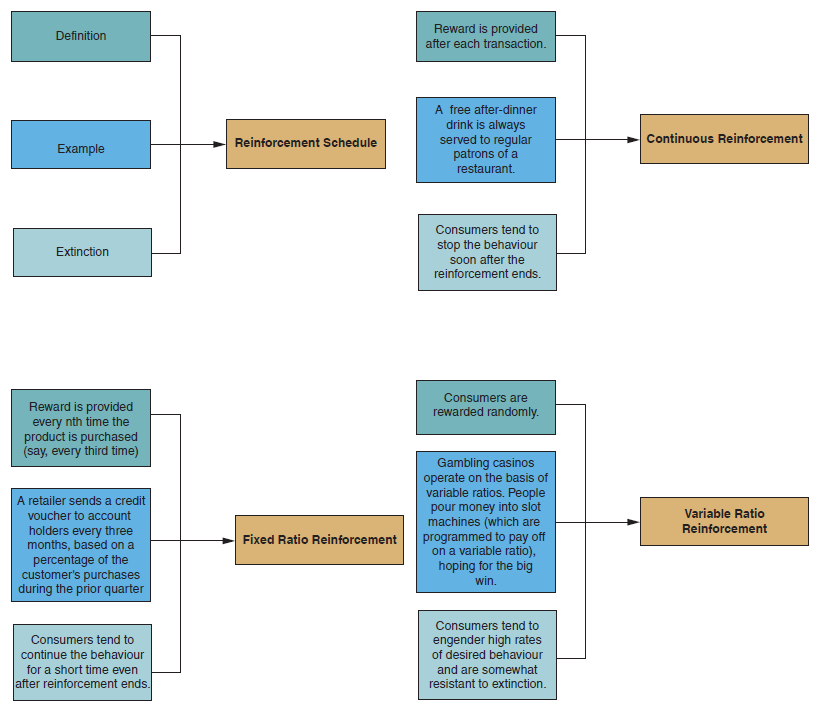 Definition
Example
Extinction
Reinforcement Schedule
Reward is provided
after each transaction.
A free after-dinner
drink is always
served to regular
patrons of a
restaurant.
Consumers tend to
stop the behaviour
soon after the
reinforcement ends.
Continuous Reinforcement
Reward is provided
every nth time the
product is purchased
(say, every third time)
A retailer sends a credit
voucher to account
holders every three
months, based on a
percentage of the
customer's purchases
during the prior quarter
Consumers tend to
continue the behaviour
for a short time even
after reinforcement ends.
Fixed Ratio Reinforcement
Consumers are
rewarded randomly.
Gambling casinos
operate on the basis of
variable ratios. People
pour money into slot
machines (which are
programmed to pay off
on a variable ratio),
hoping for the big
win.
Consumers tend to
engender high rates
of desired behaviour
and are somewhat
resistant to extinction.
Variable Ratio
Reinforcement